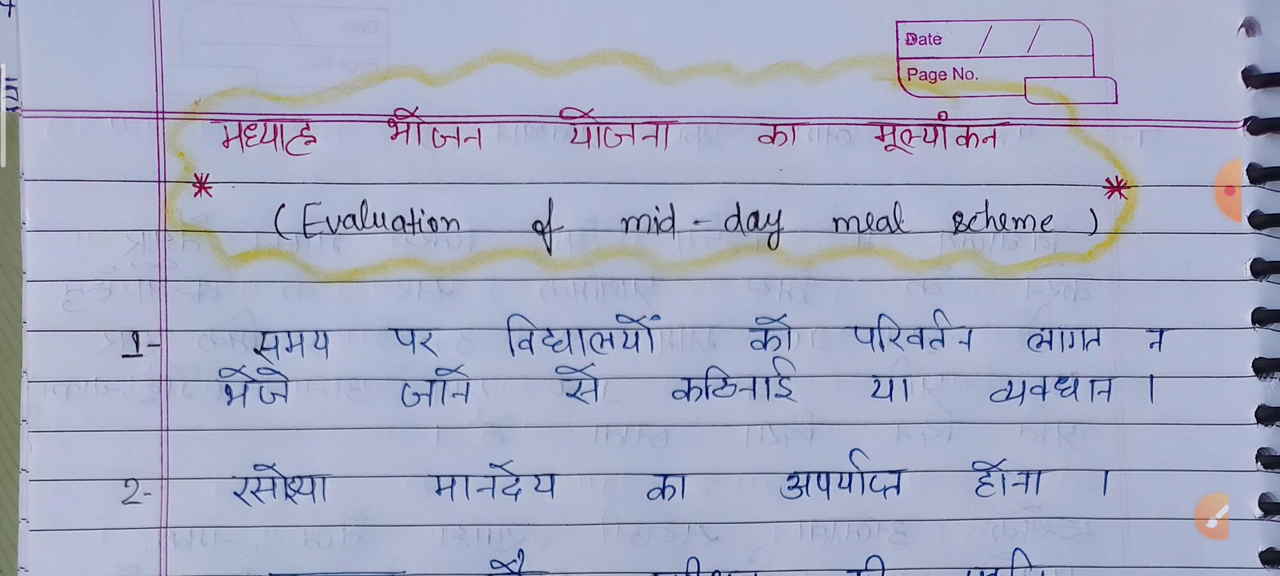 Date / /
Page No.
मध्याह्न भोजन योजना का मूल्यांकन
* (Evaluation of mid-day meal scheme) *
1- समय पर विद्यालयों को परिवर्तन लागत न
भेजे जाने से कठिनाई या व्यवधान ।
2- रसोइया मानदेय का अपर्याप्त होना ।